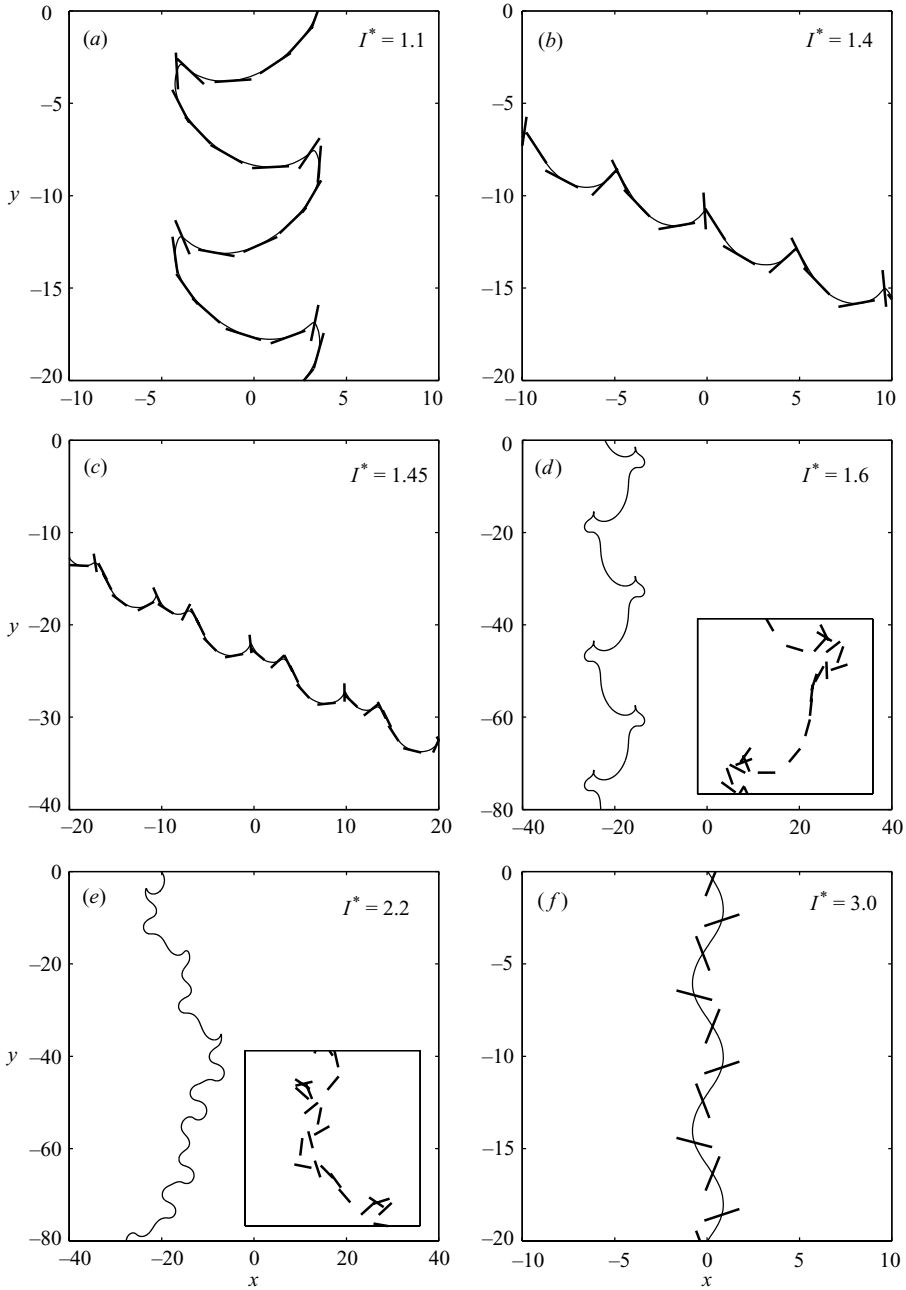 (a)
I* = 1.1
0
−5
−10
−15
−20
y
−10 −5 0 5 10
(b)
I* = 1.4
0
−5
−10
−15
−20
−10 −5 0 5 10
(c)
I* = 1.45
0
−10
−20
−30
−40
y
−20 −10 0 10 20
(d)
I* = 1.6
0
−20
−40
−60
−80
−40 −20 0 20 40
(e)
I* = 2.2
0
−20
−40
−60
−80
y
−40 −20 0 20 40
x
(f)
I* = 3.0
0
−5
−10
−15
−20
−10 −5 0 5 10
x